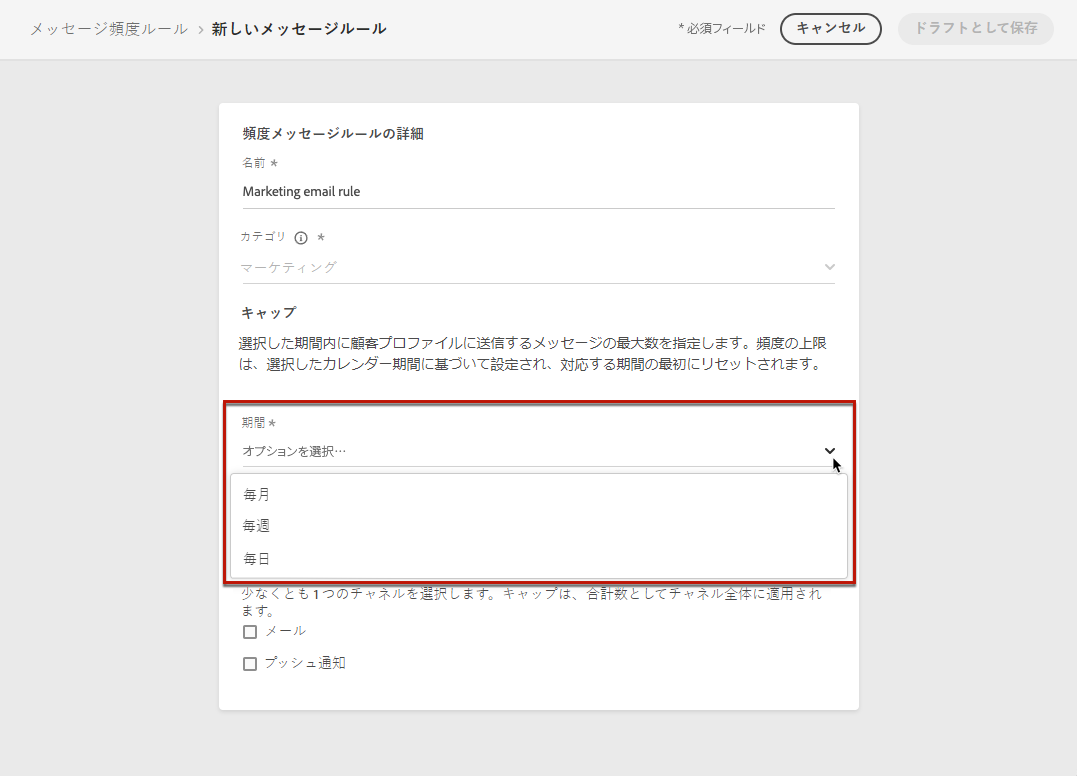 メッセージ頻度ルール › 新しいメッセージルール
* 必須フィールド
キャンセル
ドラフトとして保存
頻度メッセージルールの詳細
名前 *
Marketing email rule
カテゴリ *
マーケティング
キャップ
選択した期間内に顧客プロファイルに送信するメッセージの最大数を指定します。頻度の上限
は、選択したカレンダー期間に基づいて設定され、対応する期間の最初にリセットされます。
期間 *
オプションを選択…
毎月
毎週
毎日
少なくとも 1 つのチャネルを選択します。キャップは、合計数としてチャネル全体に適用され
ます。
メール
プッシュ通知